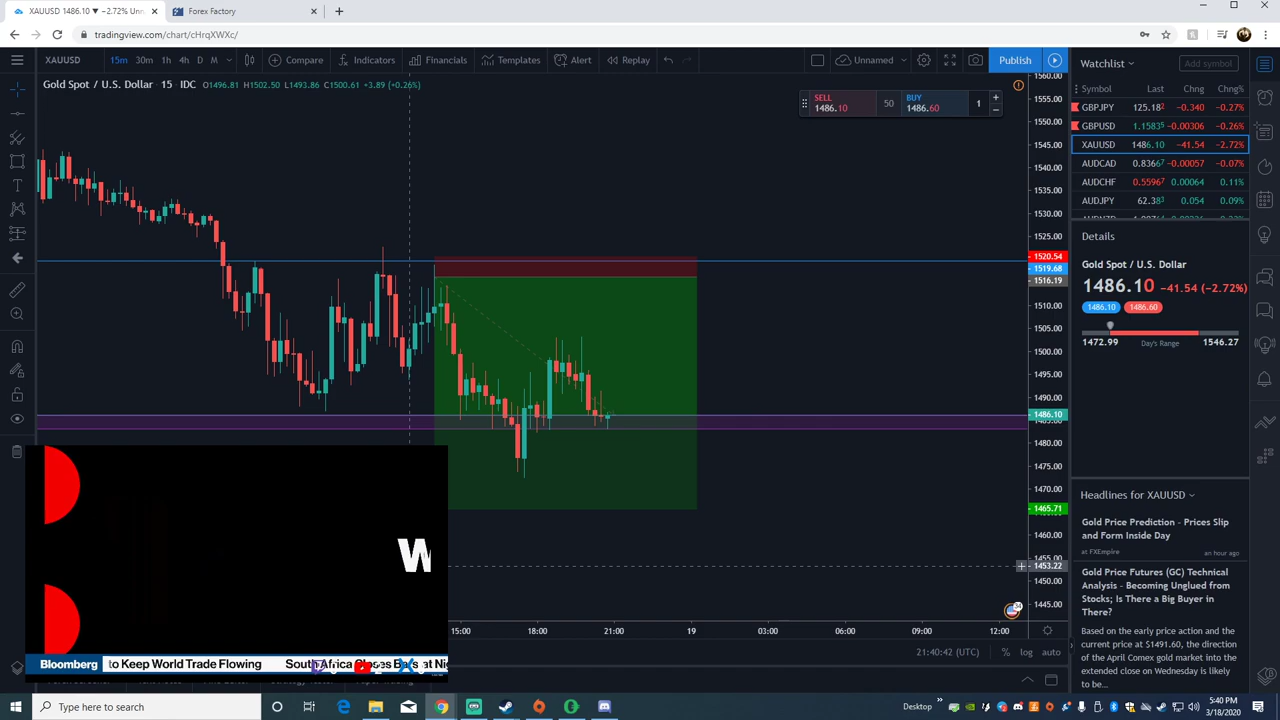 XAUUSD 1486.10 ▼ −2.72% Unn
Forex Factory
tradingview.com/chart/cHrqXWXc/
XAUUSD
15m 30m 1h 4h D M
Compare
Indicators
Financials
Templates
Alert
Replay
Unnamed
Publish
Gold Spot / U.S. Dollar · 15 · IDC O1496.81 H1502.50 L1493.86 C1500.61 +3.89 (+0.26%)
SELL
1486.10
50
BUY
1486.60
1
1560.00
1555.00
1550.00
1545.00
1540.00
1535.00
1530.00
1525.00
1520.54
1519.68
1516.19
1510.00
1505.00
1500.00
1495.00
1490.00
1486.10
1480.00
1475.00
1470.00
1465.71
1460.00
1455.00
1453.22
1450.00
1445.00
15:00 18:00 21:00 19 03:00 06:00 09:00 12:00
21:40:42 (UTC) % log auto
Watchlist
Add symbol
Symbol Last Chng Chng%
GBPJPY 125.182 −0.340 −0.27%
GBPUSD 1.15835 −0.00306 −0.26%
XAUUSD 1486.10 −41.54 −2.72%
AUDCAD 0.83667 −0.00057 −0.07%
AUDCHF 0.55967 0.00064 0.11%
AUDJPY 62.383 0.054 0.09%
Details
Gold Spot / U.S. Dollar
1486.10 −41.54 (−2.72%)
1486.10 1486.60
1472.99 Day's Range 1546.27
Headlines for XAUUSD
Gold Price Prediction - Prices Slip
and Form Inside Day
at FXEmpire an hour ago
Gold Price Futures (GC) Technical
Analysis - Becoming Unglued from
Stocks; Is There a Big Buyer in
There?
Based on the early price action and the
current price at $1491.60, the direction
of the April Comex gold market into the
extended close on Wednesday is likely
to be...
W
Bloomberg
to Keep World Trade Flowing
Type here to search
Desktop
5:40 PM
3/18/2020